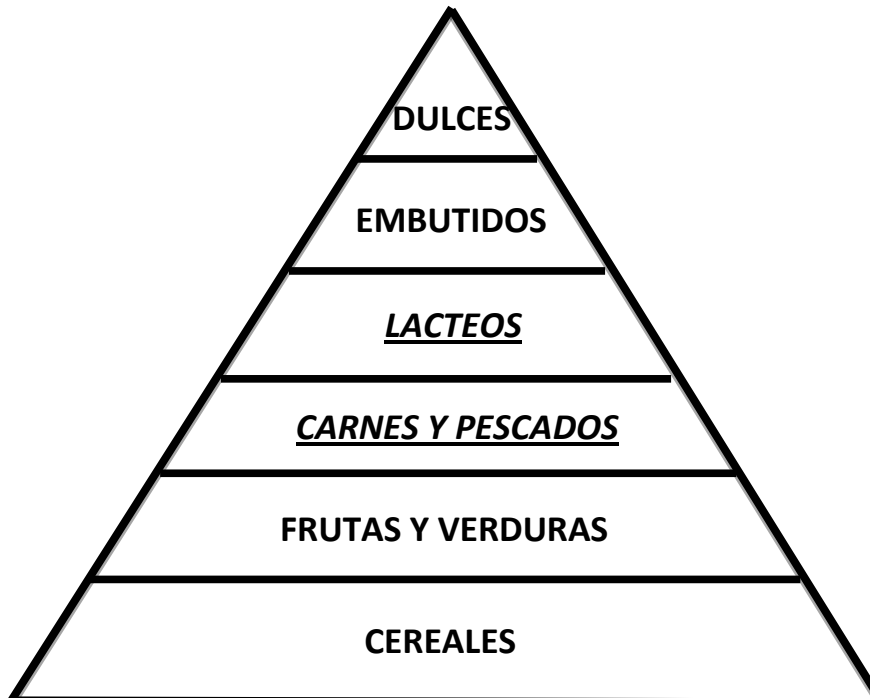 DULCES
EMBUTIDOS
LACTEOS
CARNES Y PESCADOS
FRUTAS Y VERDURAS
CEREALES